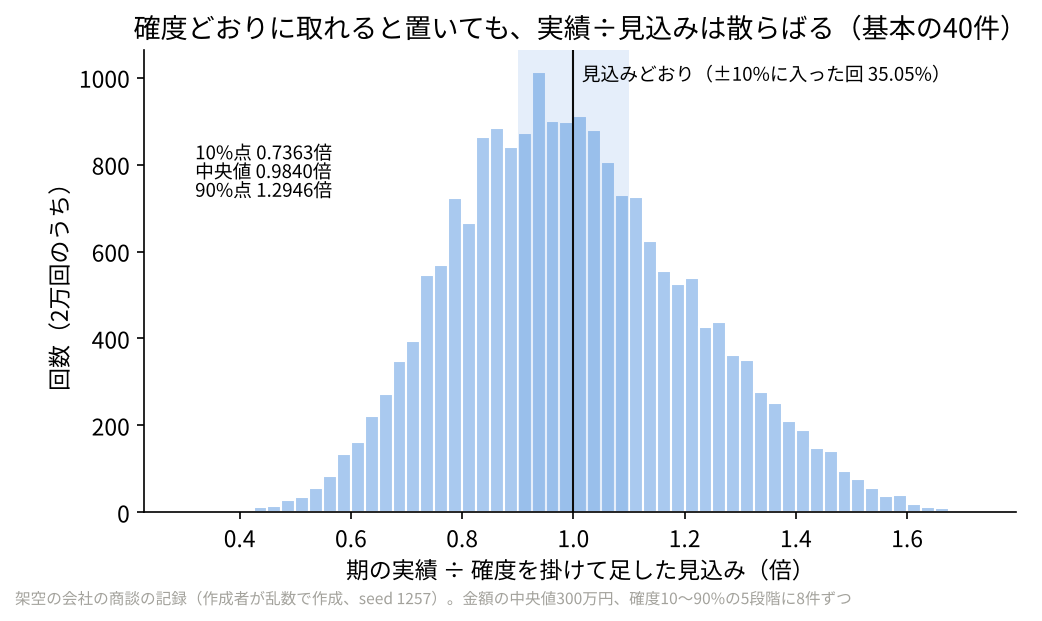 確度どおりに取れると置いても、実績÷見込みは散らばる（基本の40件）
見込みどおり（±10%に入った回 35.05%）
10%点 0.7363倍
中央値 0.9840倍
90%点 1.2946倍
回数（2万回のうち）
1000
800
600
400
200
0
0.4 0.6 0.8 1.0 1.2 1.4 1.6
期の実績 ÷ 確度を掛けて足した見込み（倍）
架空の会社の商談の記録（作成者が乱数で作成、seed 1257）。金額の中央値300万円、確度10〜90%の5段階に8件ずつ